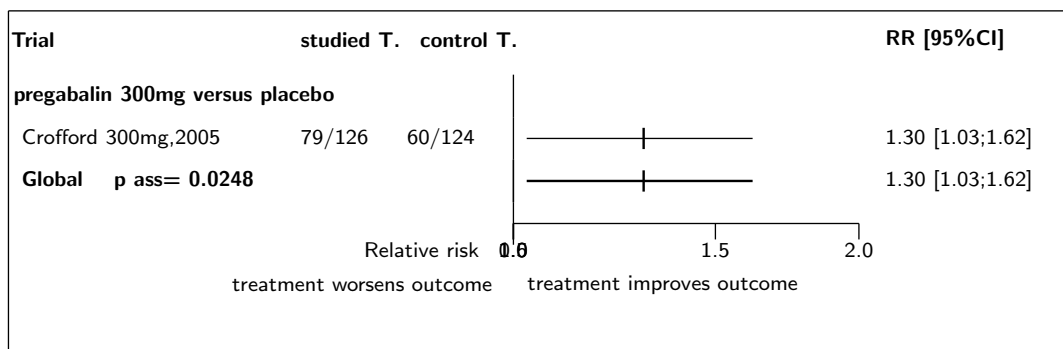 Trial studied T. control T. RR [95%CI]
pregabalin 300mg versus placebo
Crofford 300mg,2005 79/126 60/124 1.30 [1.03;1.62]
Global p ass= 0.0248 1.30 [1.03;1.62]
Relative risk 1.5 2.0
treatment worsens outcome treatment improves outcome